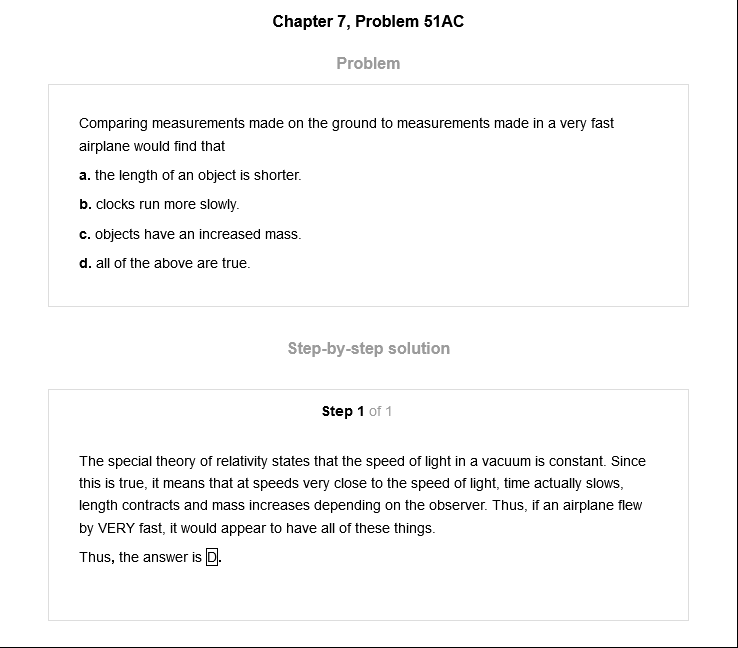 Chapter 7, Problem 51AC
Problem
Comparing measurements made on the ground to measurements made in a very fast
airplane would find that
a. the length of an object is shorter.
b. clocks run more slowly.
c. objects have an increased mass.
d. all of the above are true.
Step-by-step solution
Step 1 of 1
The special theory of relativity states that the speed of light in a vacuum is constant. Since
this is true, it means that at speeds very close to the speed of light, time actually slows,
length contracts and mass increases depending on the observer. Thus, if an airplane flew
by VERY fast, it would appear to have all of these things.
Thus, the answer is D.